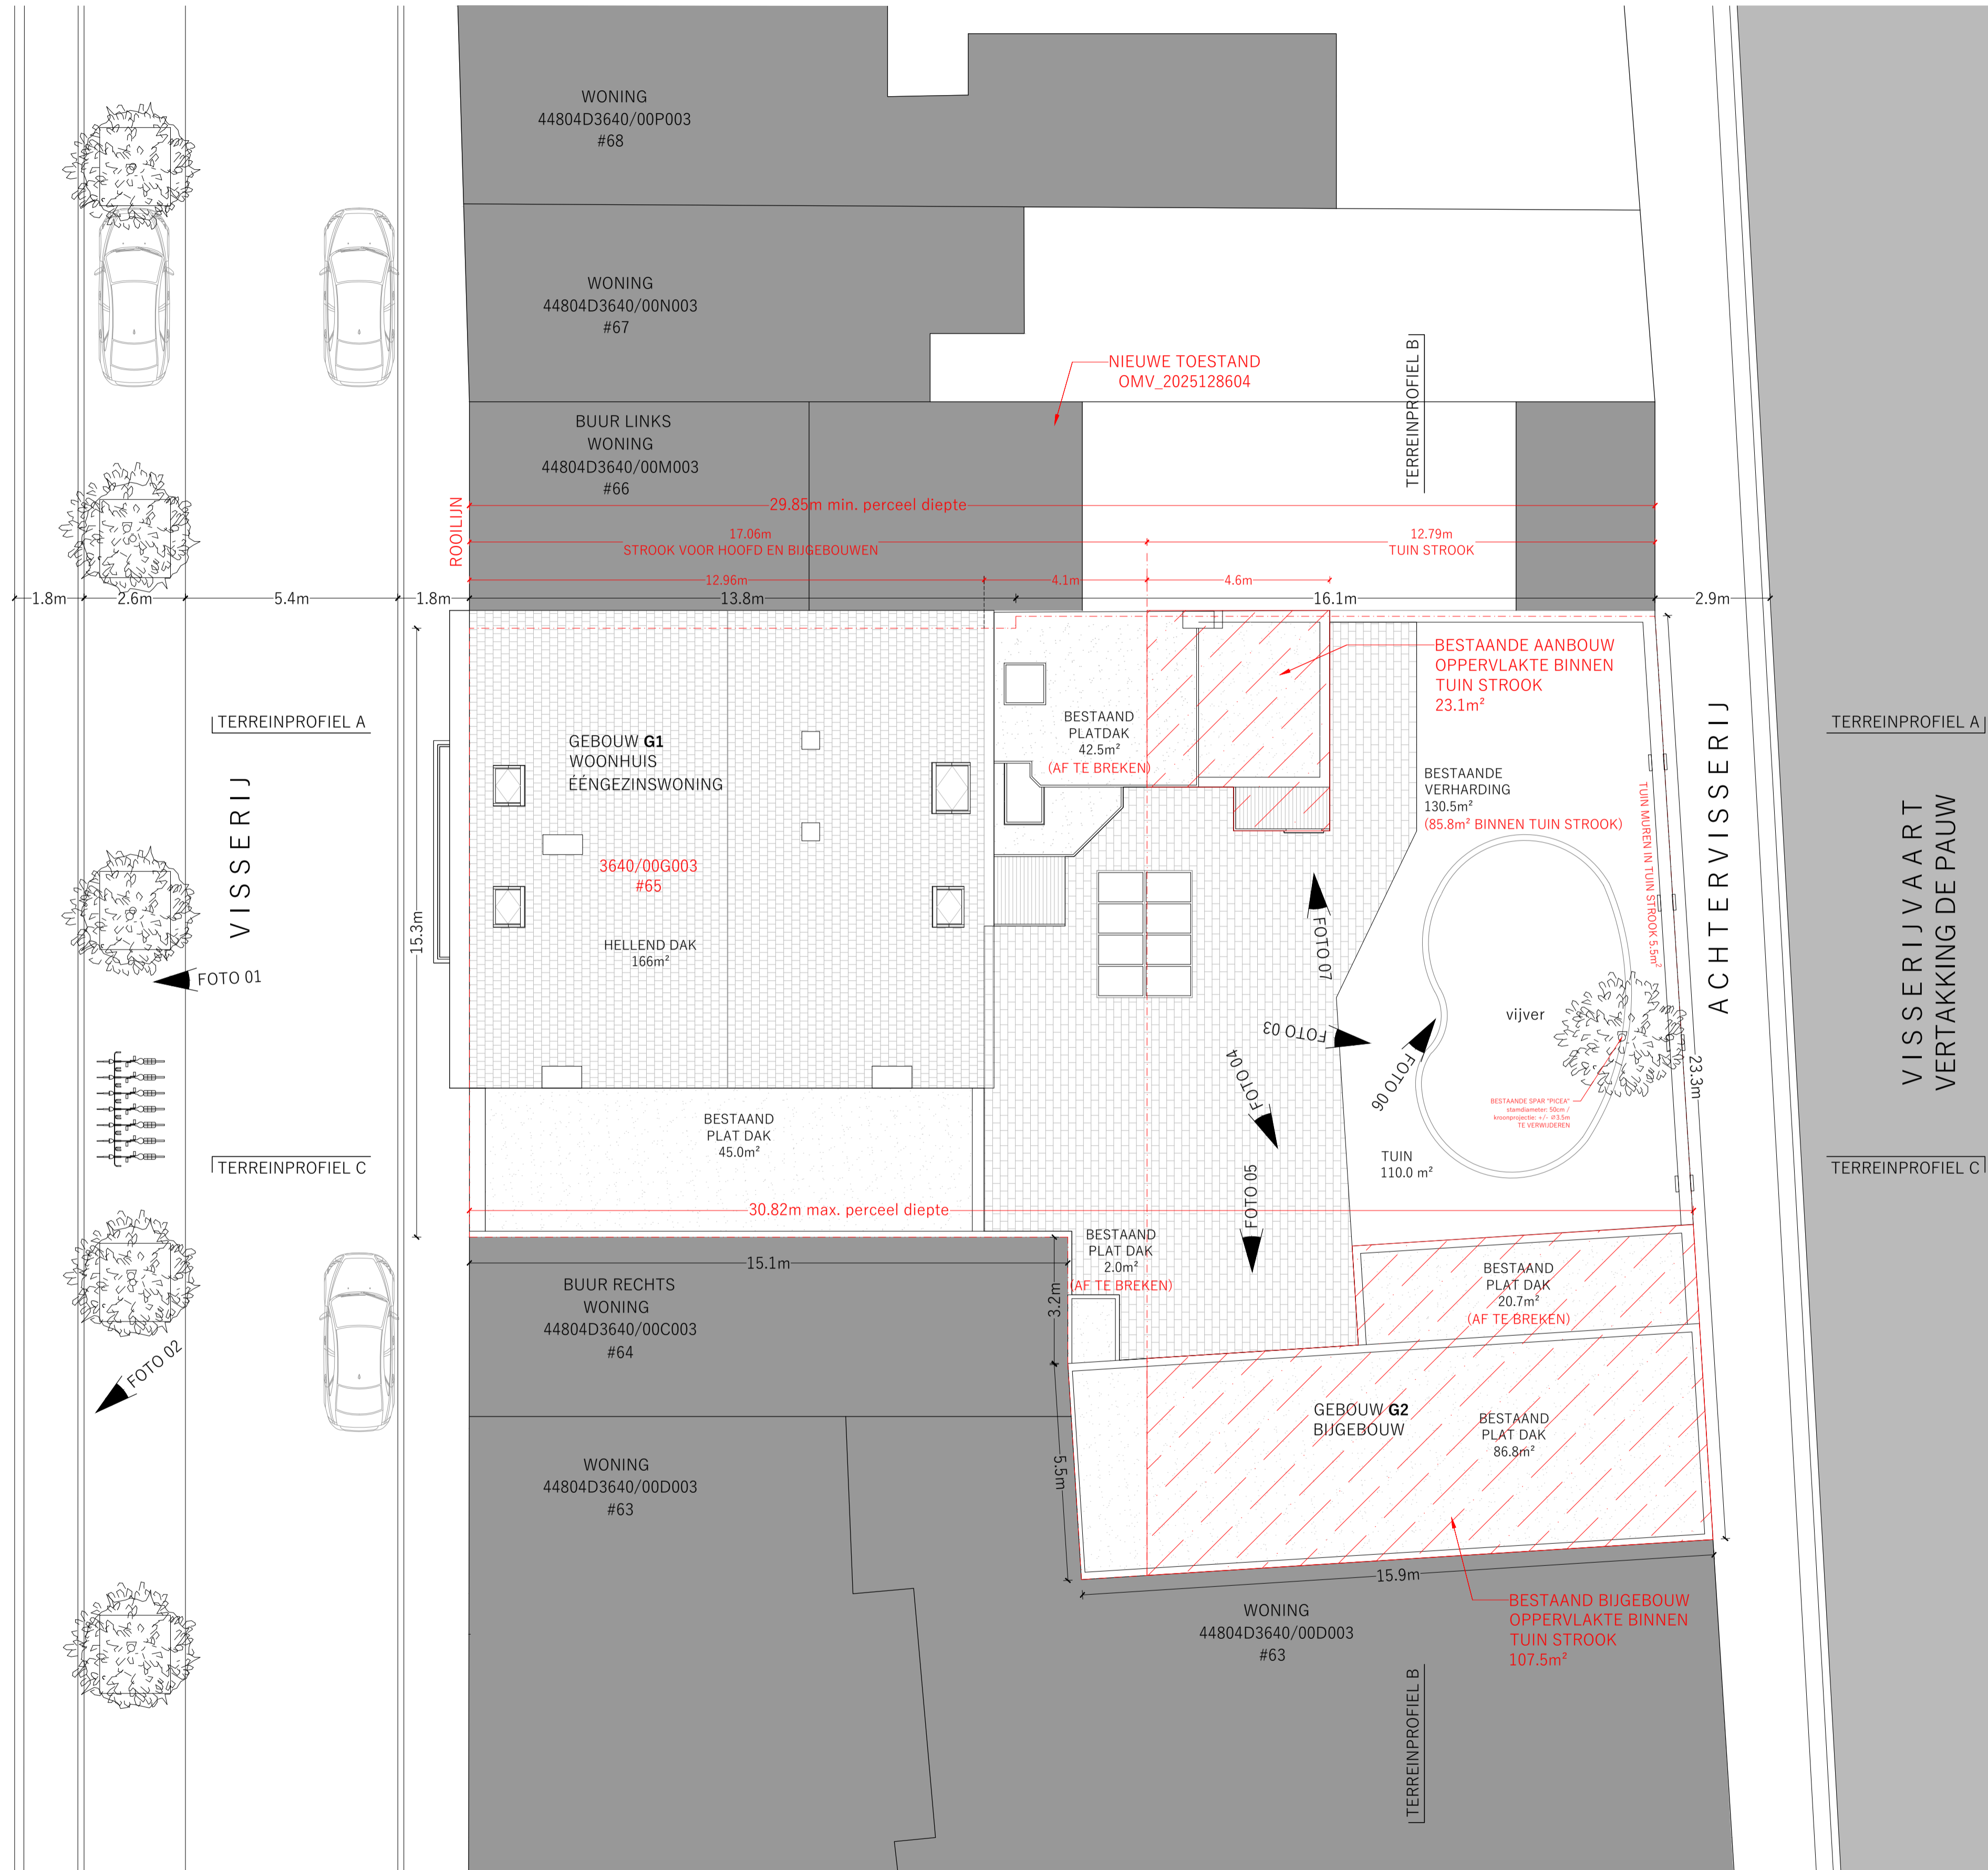 WONING
44804D3640/00P003
#68
WONING
44804D3640/00N003
#67
NIEUWE TOESTAND
OMV_2025128604
TERREINPROFIEL B
BUUR LINKS
WONING
44804D3640/00M003
#66
ROOILIJN
29.85m min. perceel diepte
17.06m
STROOK VOOR HOOFD EN BIJGEBOUWEN
12.79m
TUIN STROOK
12.96m
4.1m
4.6m
1.8m
2.6m
5.4m
1.8m
13.8m
16.1m
2.9m
BESTAANDE AANBOUW
OPPERVLAKTE BINNEN
TUIN STROOK
23.1m²
TERREINPROFIEL A
TERREINPROFIEL A
BESTAAND
PLATDAK
42.5m²
(AF TE BREKEN)
GEBOUW G1
WOONHUIS
ÉÉNGEZINSWONING
BESTAANDE
VERHARDING
130.5m²
(85.8m² BINNEN TUIN STROOK)
TUIN MUREN IN TUIN STROOK 5.5m²
VISSERIJ
ACHTERVISSERIJ
VISSERIJVAART
VERTAKKING DE PAUW
3640/00G003
#65
15.3m
HELLEND DAK
166m²
FOTO 01
FOTO 07
FOTO 03
FOTO 04
FOTO 06
vijver
23.3m
BESTAANDE SPAR "PICEA"
stamdiameter: 50cm /
kroonprojectie: +/- Ø3.5m
TE VERWIJDEREN
BESTAAND
PLAT DAK
45.0m²
TUIN
110.0 m²
TERREINPROFIEL C
TERREINPROFIEL C
FOTO 05
30.82m max. perceel diepte
BESTAAND
PLAT DAK
2.0m²
(AF TE BREKEN)
15.1m
3.2m
BUUR RECHTS
WONING
44804D3640/00C003
#64
BESTAAND
PLAT DAK
20.7m²
(AF TE BREKEN)
FOTO 02
GEBOUW G2
BIJGEBOUW
BESTAAND
PLAT DAK
86.8m²
5.5m
WONING
44804D3640/00D003
#63
15.9m
WONING
44804D3640/00D003
#63
BESTAAND BIJGEBOUW
OPPERVLAKTE BINNEN
TUIN STROOK
107.5m²
TERREINPROFIEL B